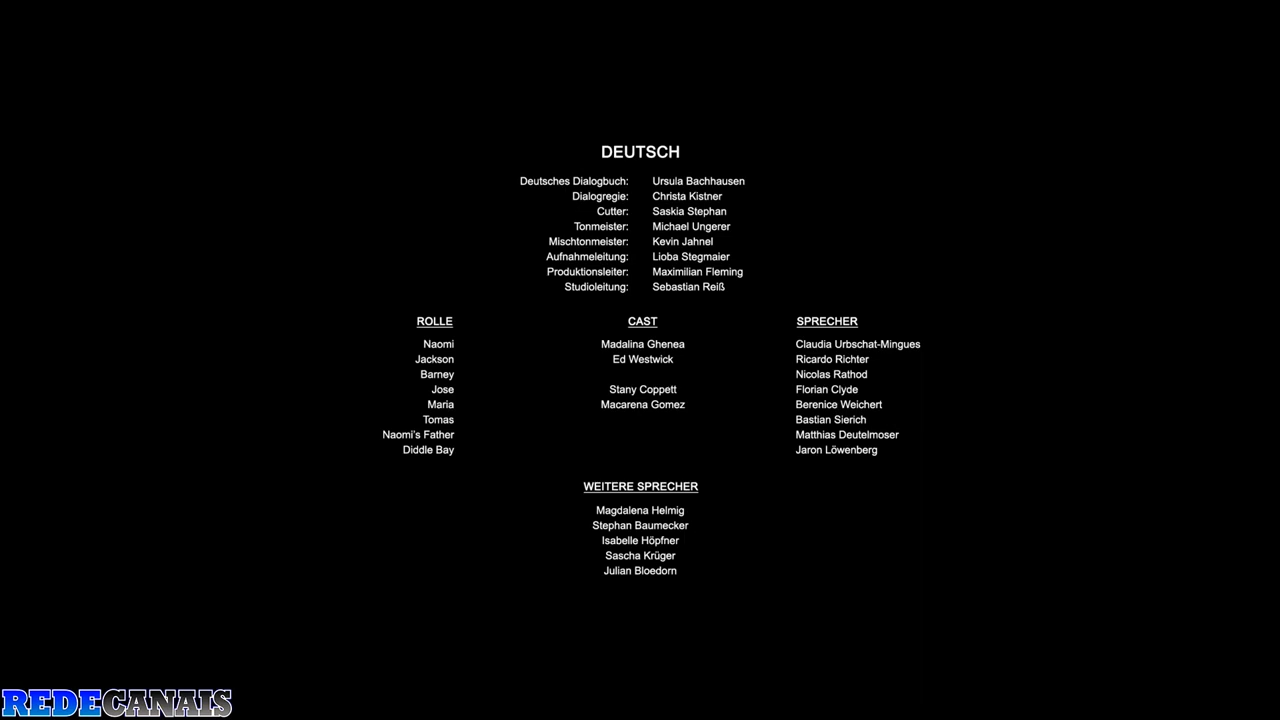 DEUTSCH
Deutsches Dialogbuch: Ursula Bachhausen
Dialogregie: Christa Kistner
Cutter: Saskia Stephan
Tonmeister: Michael Ungerer
Mischtonmeister: Kevin Jahnel
Aufnahmeleitung: Lioba Stegmaier
Produktionsleiter: Maximilian Fleming
Studioleitung: Sebastian Reiß
ROLLE CAST SPRECHER
Naomi Madalina Ghenea Claudia Urbschat-Mingues
Jackson Ed Westwick Ricardo Richter
Barney Nicolas Rathod
Jose Stany Coppett Florian Clyde
Maria Macarena Gomez Berenice Weichert
Tomas Bastian Sierich
Naomi's Father Matthias Deutelmoser
Diddle Bay Jaron Löwenberg
WEITERE SPRECHER
Magdalena Helmig
Stephan Baumecker
Isabelle Höpfner
Sascha Krüger
Julian Bloedorn
REDECANAIS